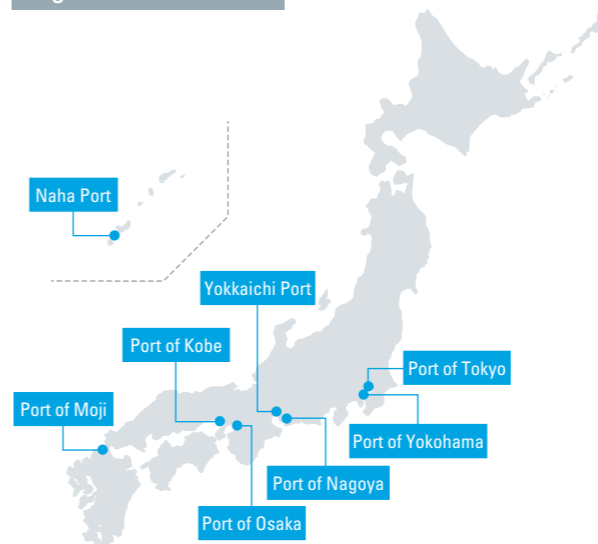 Naha Port
Yokkaichi Port
Port of Kobe
Port of Tokyo
Port of Moji
Port of Yokohama
Port of Nagoya
Port of Osaka